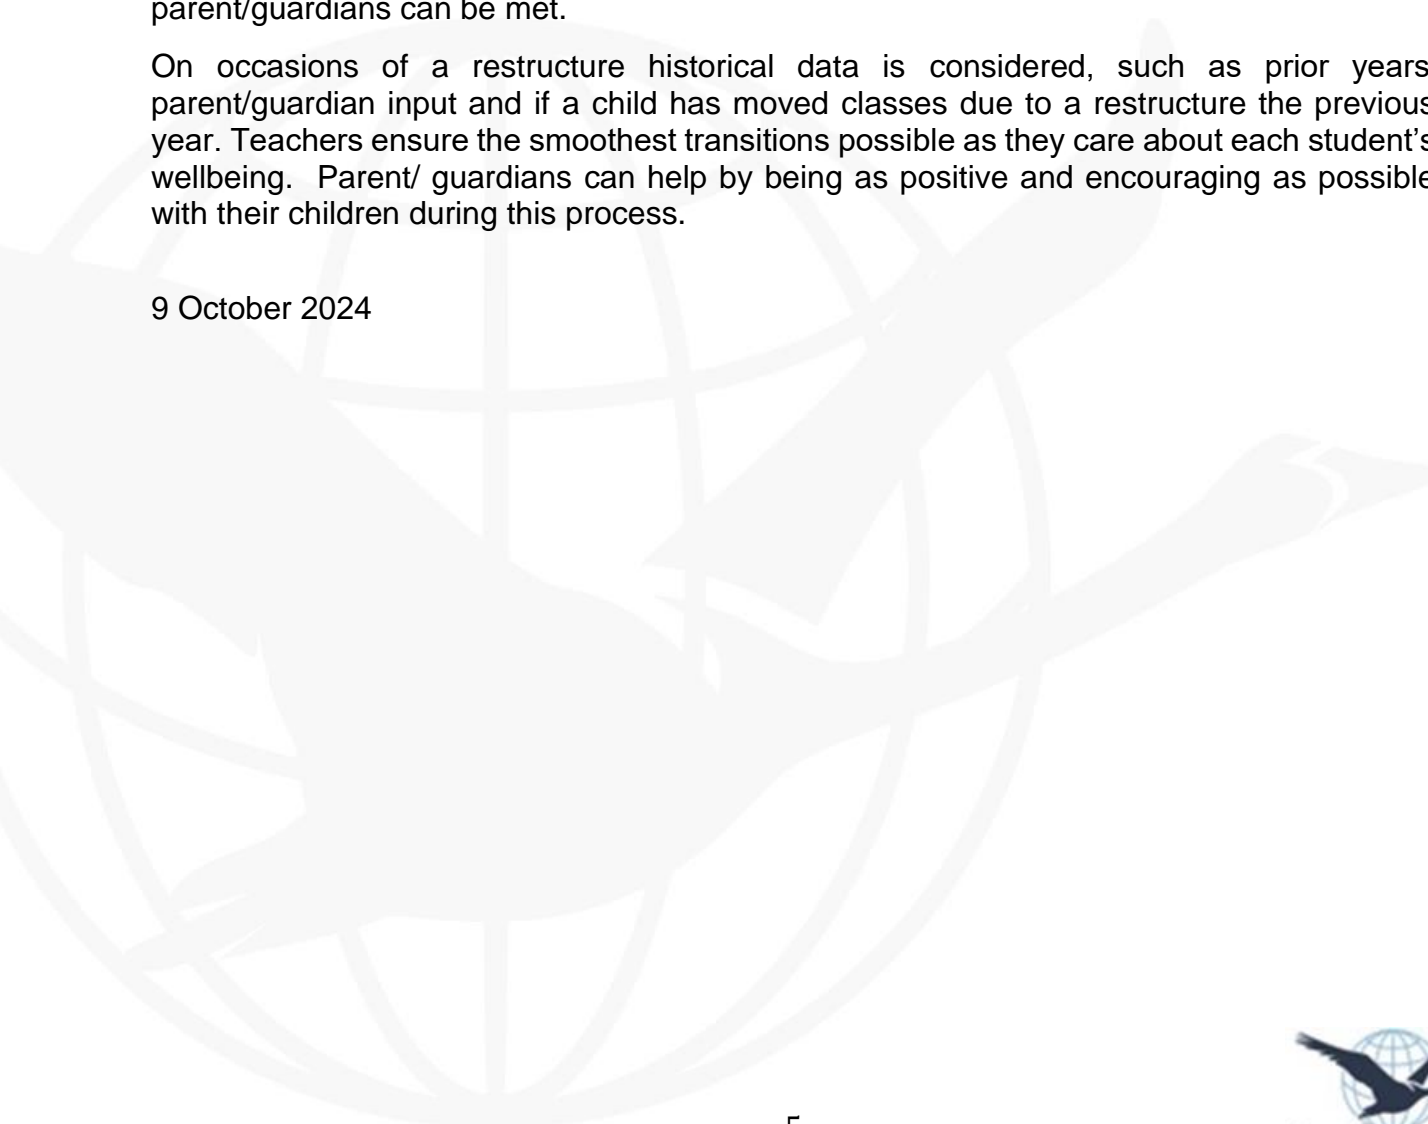 parent/guardians can be met.
On occasions of a restructure historical data is considered, such as prior years
parent/guardian input and if a child has moved classes due to a restructure the previous
year. Teachers ensure the smoothest transitions possible as they care about each student’s
wellbeing.  Parent/ guardians can help by being as positive and encouraging as possible
with their children during this process.
9 October 2024
5